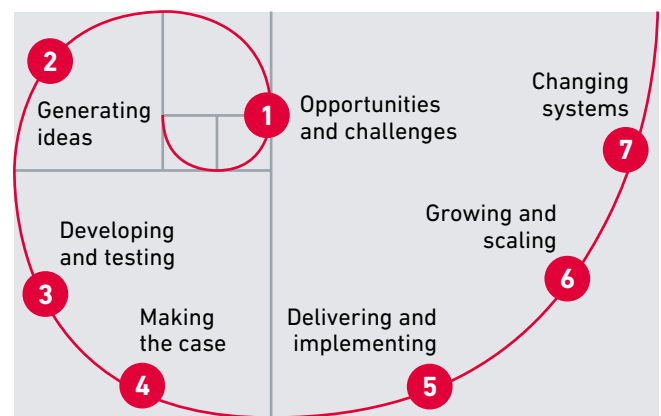 1
Opportunities
and challenges
2
Generating
ideas
3
Developing
and testing
4
Making
the case
5
Delivering and
implementing
6
Growing and
scaling
7
Changing
systems